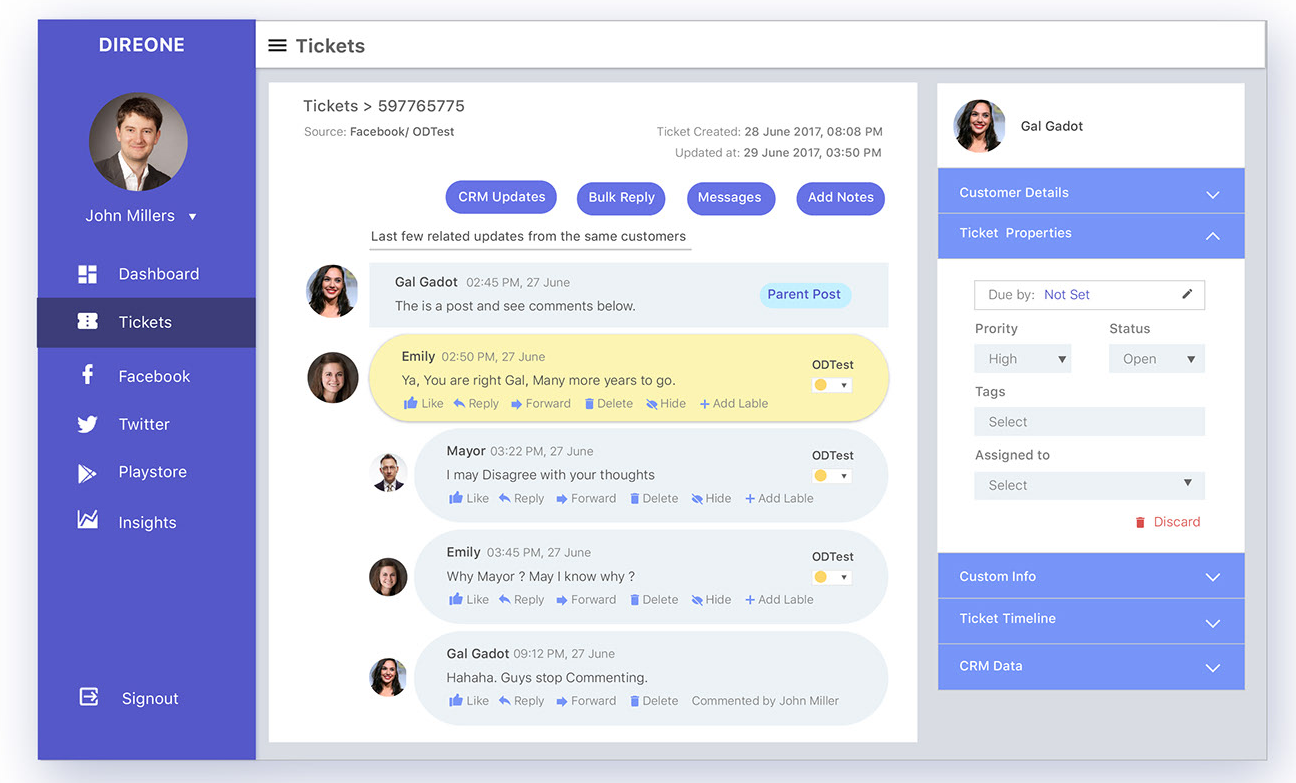 DIREONE
John Millers
Dashboard
Tickets
Facebook
Twitter
Playstore
Insights
Signout
Tickets
Tickets > 597765775
Source: Facebook/ ODTest
Ticket Created: 28 June 2017, 08:08 PM
Updated at: 29 June 2017, 03:50 PM
CRM Updates Bulk Reply Messages Add Notes
Last few related updates from the same customers
Gal Gadot 02:45 PM, 27 June
The is a post and see comments below.
Parent Post
Emily 02:50 PM, 27 June
Ya, You are right Gal, Many more years to go.
Like Reply Forward Delete Hide + Add Lable
ODTest
Mayor 03:22 PM, 27 June
I may Disagree with your thoughts
Like Reply Forward Delete Hide + Add Lable
ODTest
Emily 03:45 PM, 27 June
Why Mayor ? May I know why ?
Like Reply Forward Delete Hide + Add Lable
ODTest
Gal Gadot 09:12 PM, 27 June
Hahaha. Guys stop Commenting.
Like Reply Forward Delete Commented by John Miller
Gal Gadot
Customer Details
Ticket Properties
Due by: Not Set
Prority Status
High Open
Tags
Select
Assigned to
Select
Discard
Custom Info
Ticket Timeline
CRM Data